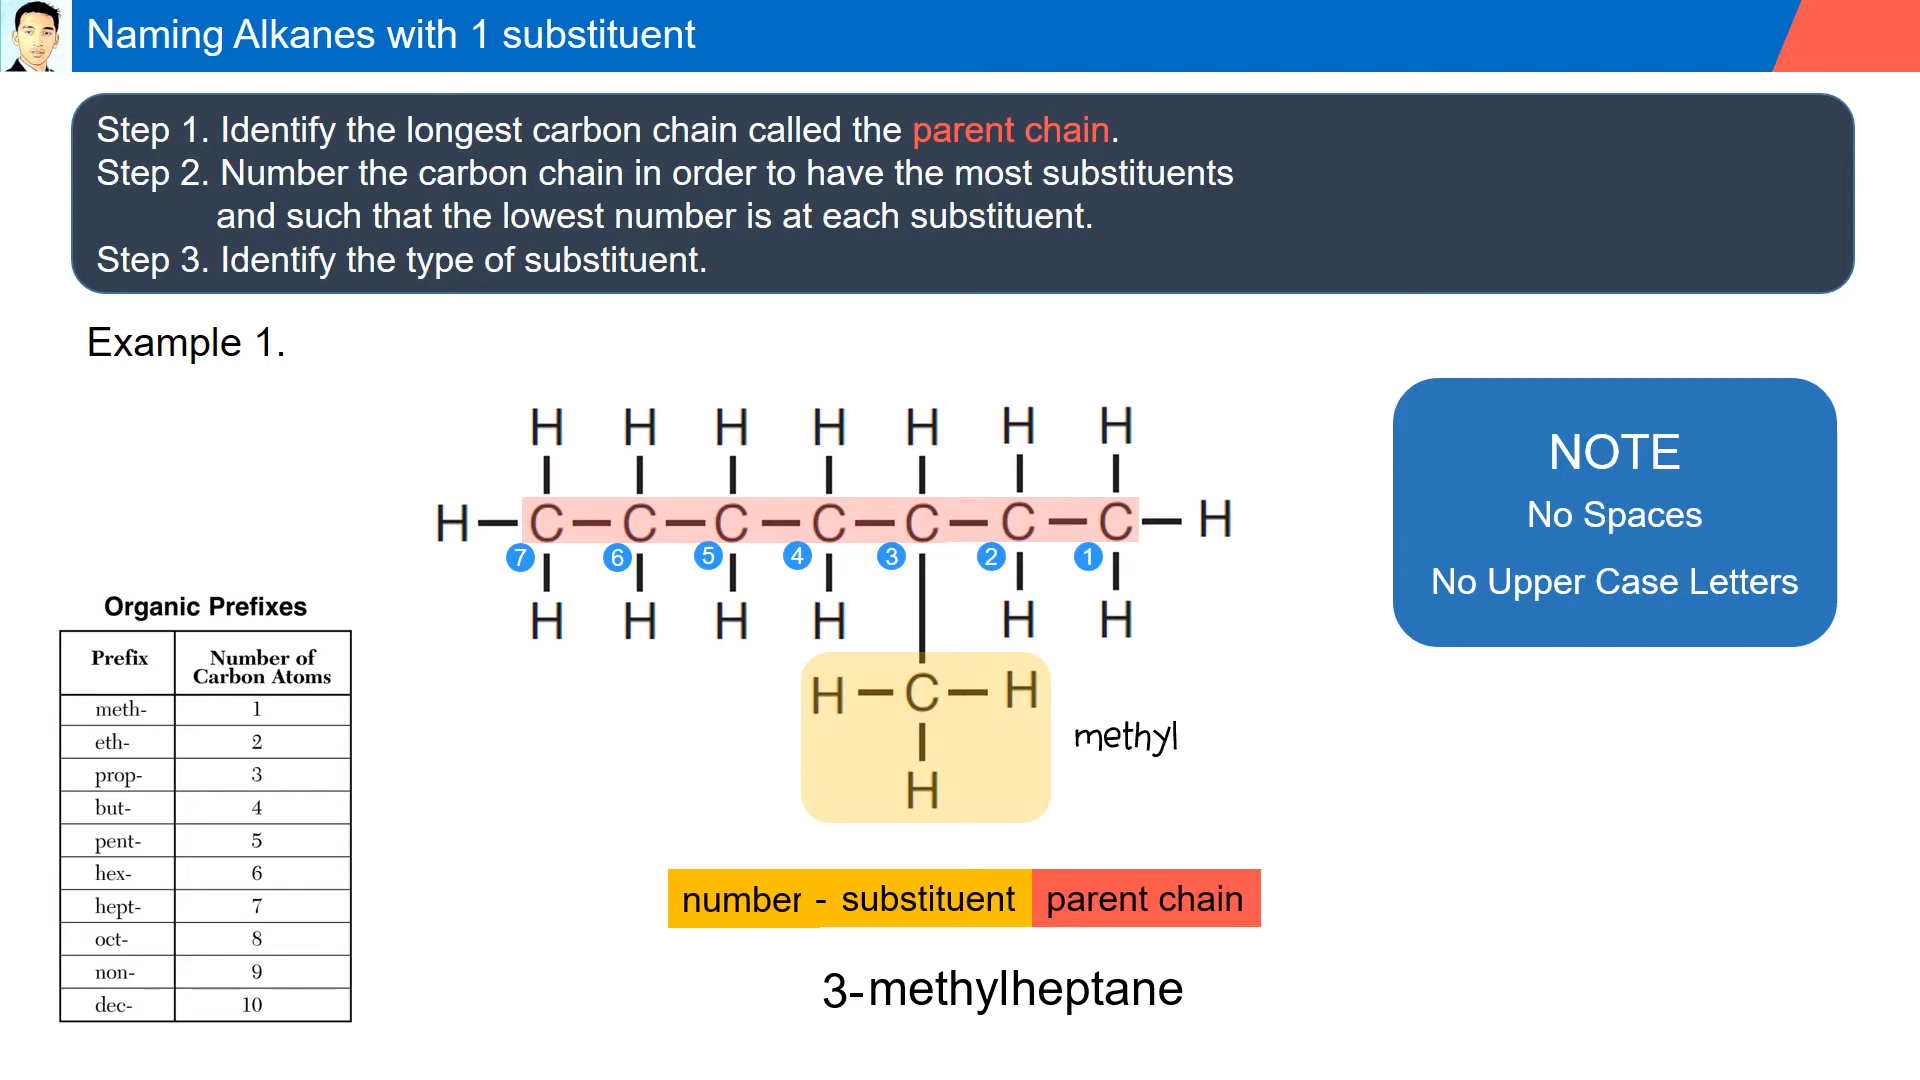 Naming Alkanes with 1 substituent
Step 1. Identify the longest carbon chain called the parent chain.
Step 2. Number the carbon chain in order to have the most substituents
and such that the lowest number is at each substituent.
Step 3. Identify the type of substituent.
Example 1.
H H H H H H H
H C C C C C C C H
7 6 5 4 3 2 1
H H H H H H
H C H
H
methyl
NOTE
No Spaces
No Upper Case Letters
Organic Prefixes
Prefix Number of
Carbon Atoms
meth- 1
eth- 2
prop- 3
but- 4
pent- 5
hex- 6
hept- 7
oct- 8
non- 9
dec- 10
number - substituent parent chain
3-methylheptane